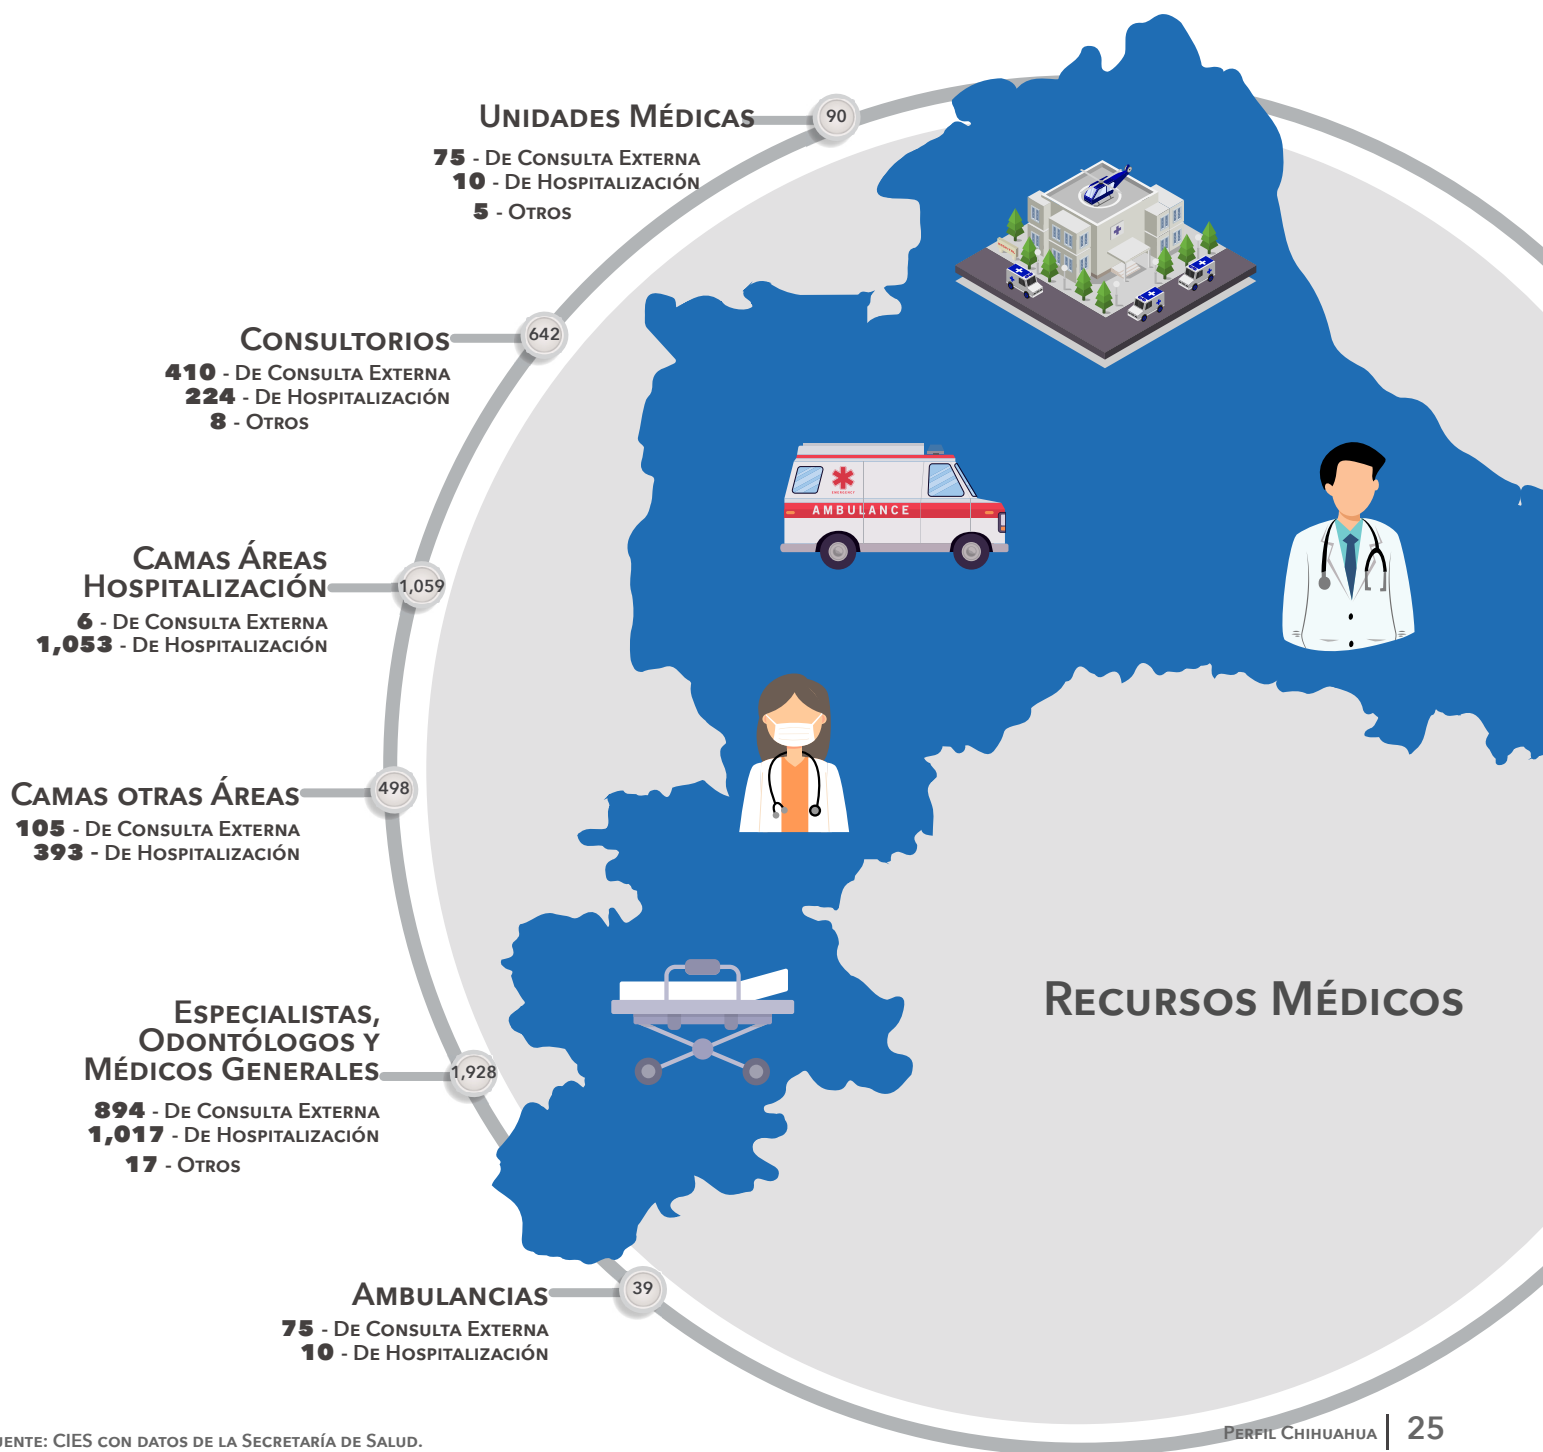 Unidades Médicas
90
75 - De Consulta Externa
10 - De Hospitalización
5 - Otros
Consultorios
642
410 - De Consulta Externa
224 - De Hospitalización
8 - Otros
Camas Áreas
Hospitalización
1,059
6 - De Consulta Externa
1,053 - De Hospitalización
Camas otras Áreas
498
105 - De Consulta Externa
393 - De Hospitalización
Especialistas,
Odontólogos y
Médicos Generales
1,928
894 - De Consulta Externa
1,017 - De Hospitalización
17 - Otros
Ambulancias
39
75 - De Consulta Externa
10 - De Hospitalización
EMERGENCY
AMBULANCE
Recursos Médicos
uente: CIES con datos de la Secretaría de Salud.
Perfil Chihuahua | 25